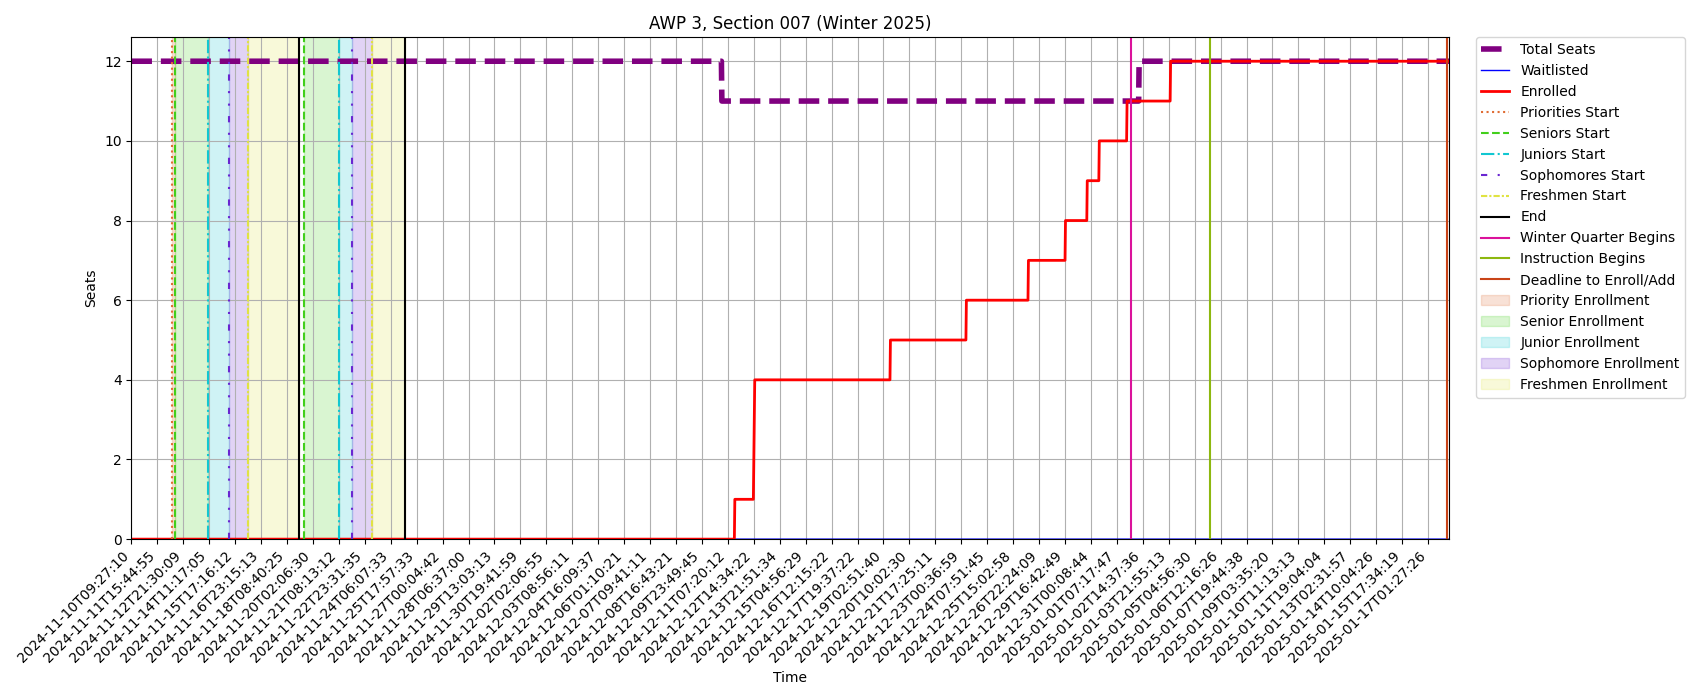 AWP 3, Section 007 (Winter 2025)
12
10
8
6
4
2
0
Seats
2024-11-10T09:27:10
2024-11-11T15:44:55
2024-11-12T21:30:09
2024-11-14T11:17:05
2024-11-15T17:16:12
2024-11-16T23:15:13
2024-11-18T08:40:25
2024-11-20T02:06:30
2024-11-21T08:13:12
2024-11-22T23:31:35
2024-11-24T06:07:33
2024-11-25T17:57:33
2024-11-27T00:04:42
2024-11-28T06:37:00
2024-11-29T13:03:13
2024-11-30T19:41:59
2024-12-02T02:06:55
2024-12-03T08:56:11
2024-12-04T16:09:37
2024-12-06T01:10:21
2024-12-07T09:41:11
2024-12-08T16:43:21
2024-12-09T23:49:45
2024-12-11T07:20:12
2024-12-12T14:34:22
2024-12-13T21:51:34
2024-12-15T04:56:29
2024-12-16T12:15:22
2024-12-17T19:37:22
2024-12-19T02:51:40
2024-12-20T10:02:30
2024-12-21T17:25:11
2024-12-23T00:36:59
2024-12-24T07:51:45
2024-12-25T15:02:58
2024-12-26T22:24:09
2024-12-29T16:42:49
2024-12-31T00:08:44
2025-01-01T07:17:47
2025-01-02T14:37:36
2025-01-03T21:55:13
2025-01-05T04:56:30
2025-01-06T12:16:26
2025-01-07T19:44:38
2025-01-09T03:35:20
2025-01-10T11:13:13
2025-01-11T19:04:04
2025-01-13T02:31:57
2025-01-14T10:04:26
2025-01-15T17:34:19
2025-01-17T01:27:26
Time
Total Seats
Waitlisted
Enrolled
Priorities Start
Seniors Start
Juniors Start
Sophomores Start
Freshmen Start
End
Winter Quarter Begins
Instruction Begins
Deadline to Enroll/Add
Priority Enrollment
Senior Enrollment
Junior Enrollment
Sophomore Enrollment
Freshmen Enrollment